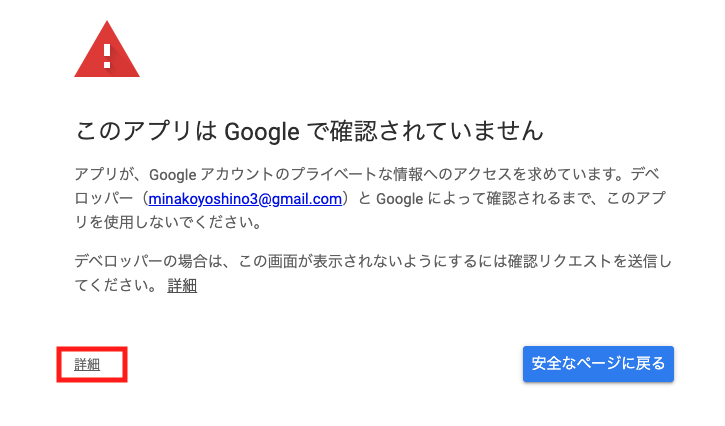 このアプリは Google で確認されていません
アプリが、Google アカウントのプライベートな情報へのアクセスを求めています。デベ
ロッパー（minakoyoshino3@gmail.com）と Google によって確認されるまで、このアプ
リを使用しないでください。
デベロッパーの場合は、この画面が表示されないようにするには確認リクエストを送信し
てください。 詳細
詳細
安全なページに戻る